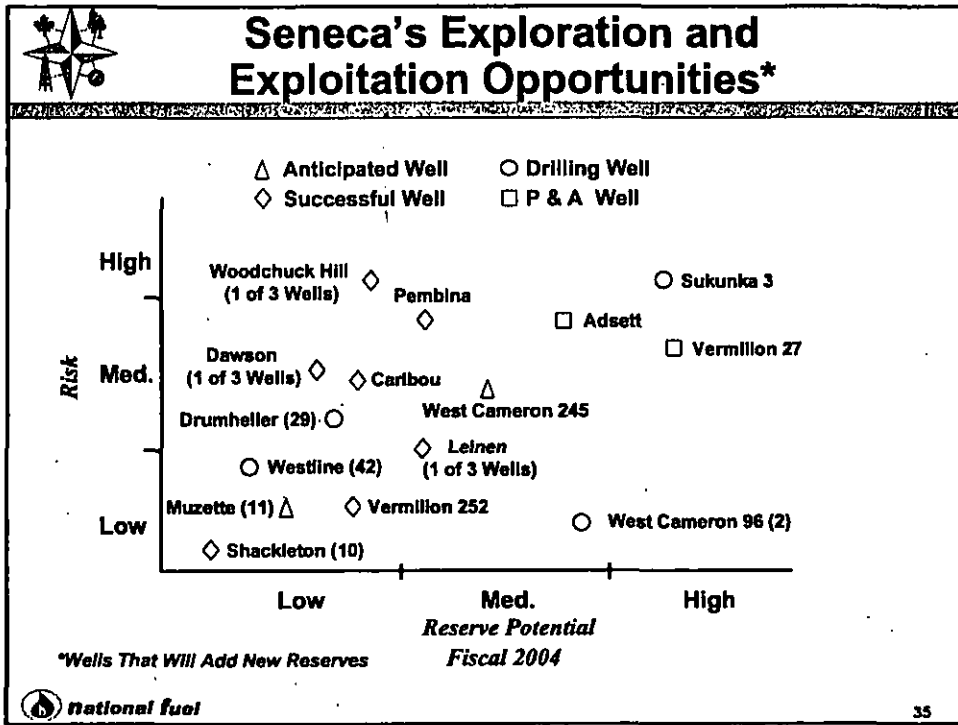 Seneca's Exploration and
Exploitation Opportunities*
Anticipated Well
Drilling Well
Successful Well
P & A Well
High
Woodchuck Hill
(1 of 3 Wells)
Pembina
Sukunka 3
Adsett
Vermilion 27
Risk
Med.
Dawson
(1 of 3 Wells)
Caribou
West Cameron 245
Drumheller (29)
Leinen
(1 of 3 Wells)
Westline (42)
Muzette (11)
Vermilion 252
Low
West Cameron 96 (2)
Shackleton (10)
Low
Med.
High
Reserve Potential
Fiscal 2004
*Wells That Will Add New Reserves
national fuel
35